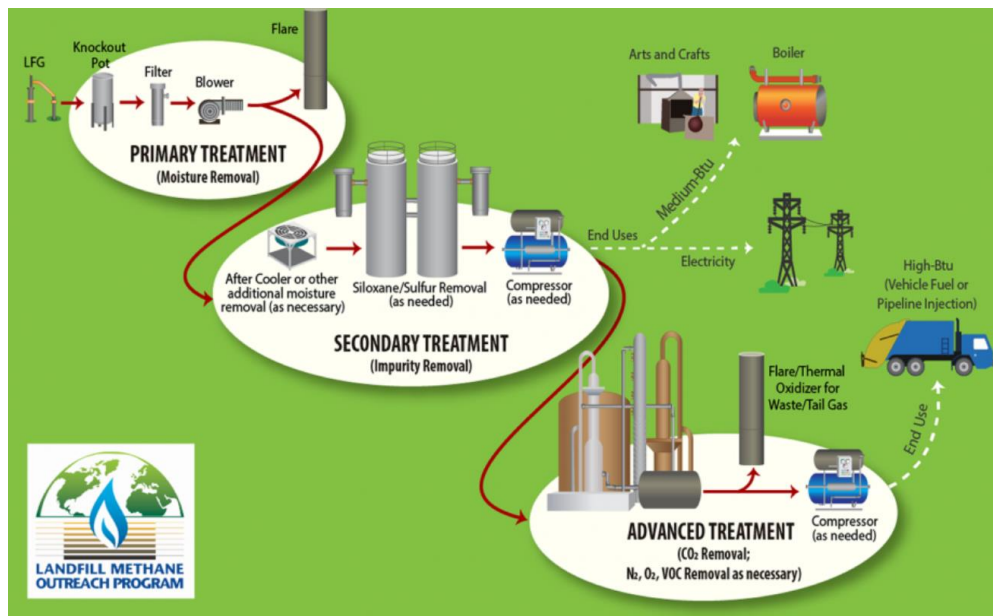 LFG
Knockout
Pot
Filter
Blower
Flare
PRIMARY TREATMENT
(Moisture Removal)
Arts and Crafts
Boiler
Medium-Btu
End Uses
Electricity
After Cooler or other
additional moisture
removal (as necessary)
Siloxane/Sulfur Removal
(as needed)
Compressor
(as needed)
SECONDARY TREATMENT
(Impurity Removal)
High-Btu
(Vehicle Fuel or
Pipeline Injection)
Flare/Thermal
Oxidizer for
Waste/Tail Gas
End Use
Compressor
(as needed)
ADVANCED TREATMENT
(CO₂ Removal;
N₂, O₂, VOC Removal as necessary)
LANDFILL METHANE
OUTREACH PROGRAM